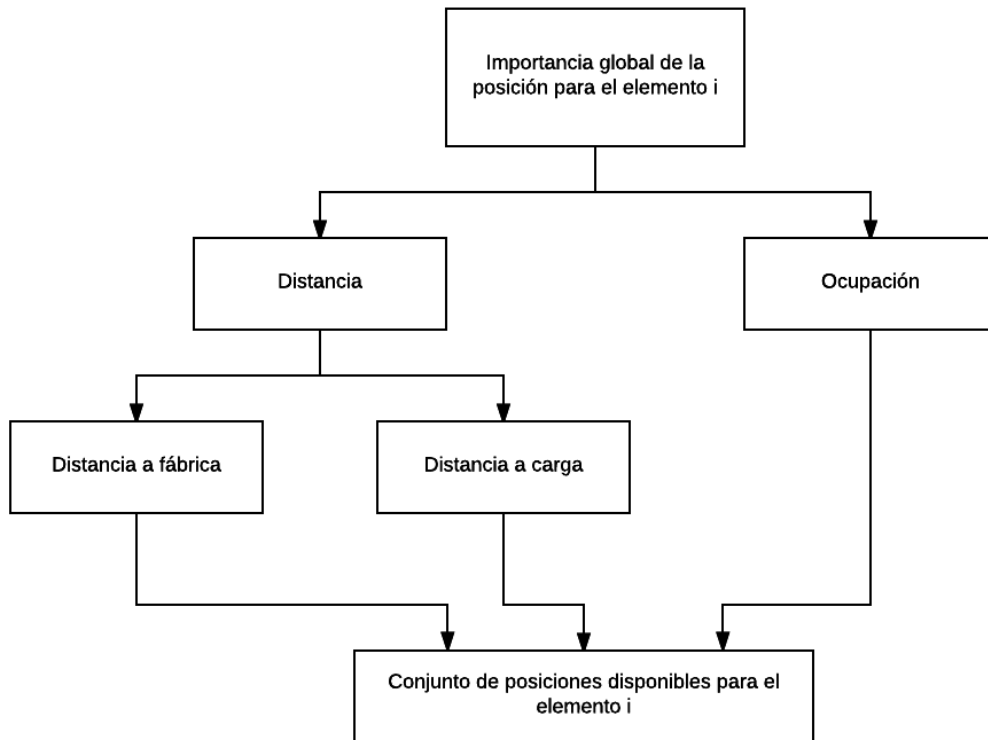 Importancia global de la
posición para el elemento i
Distancia
Ocupación
Distancia a fábrica
Distancia a carga
Conjunto de posiciones disponibles para el
elemento i